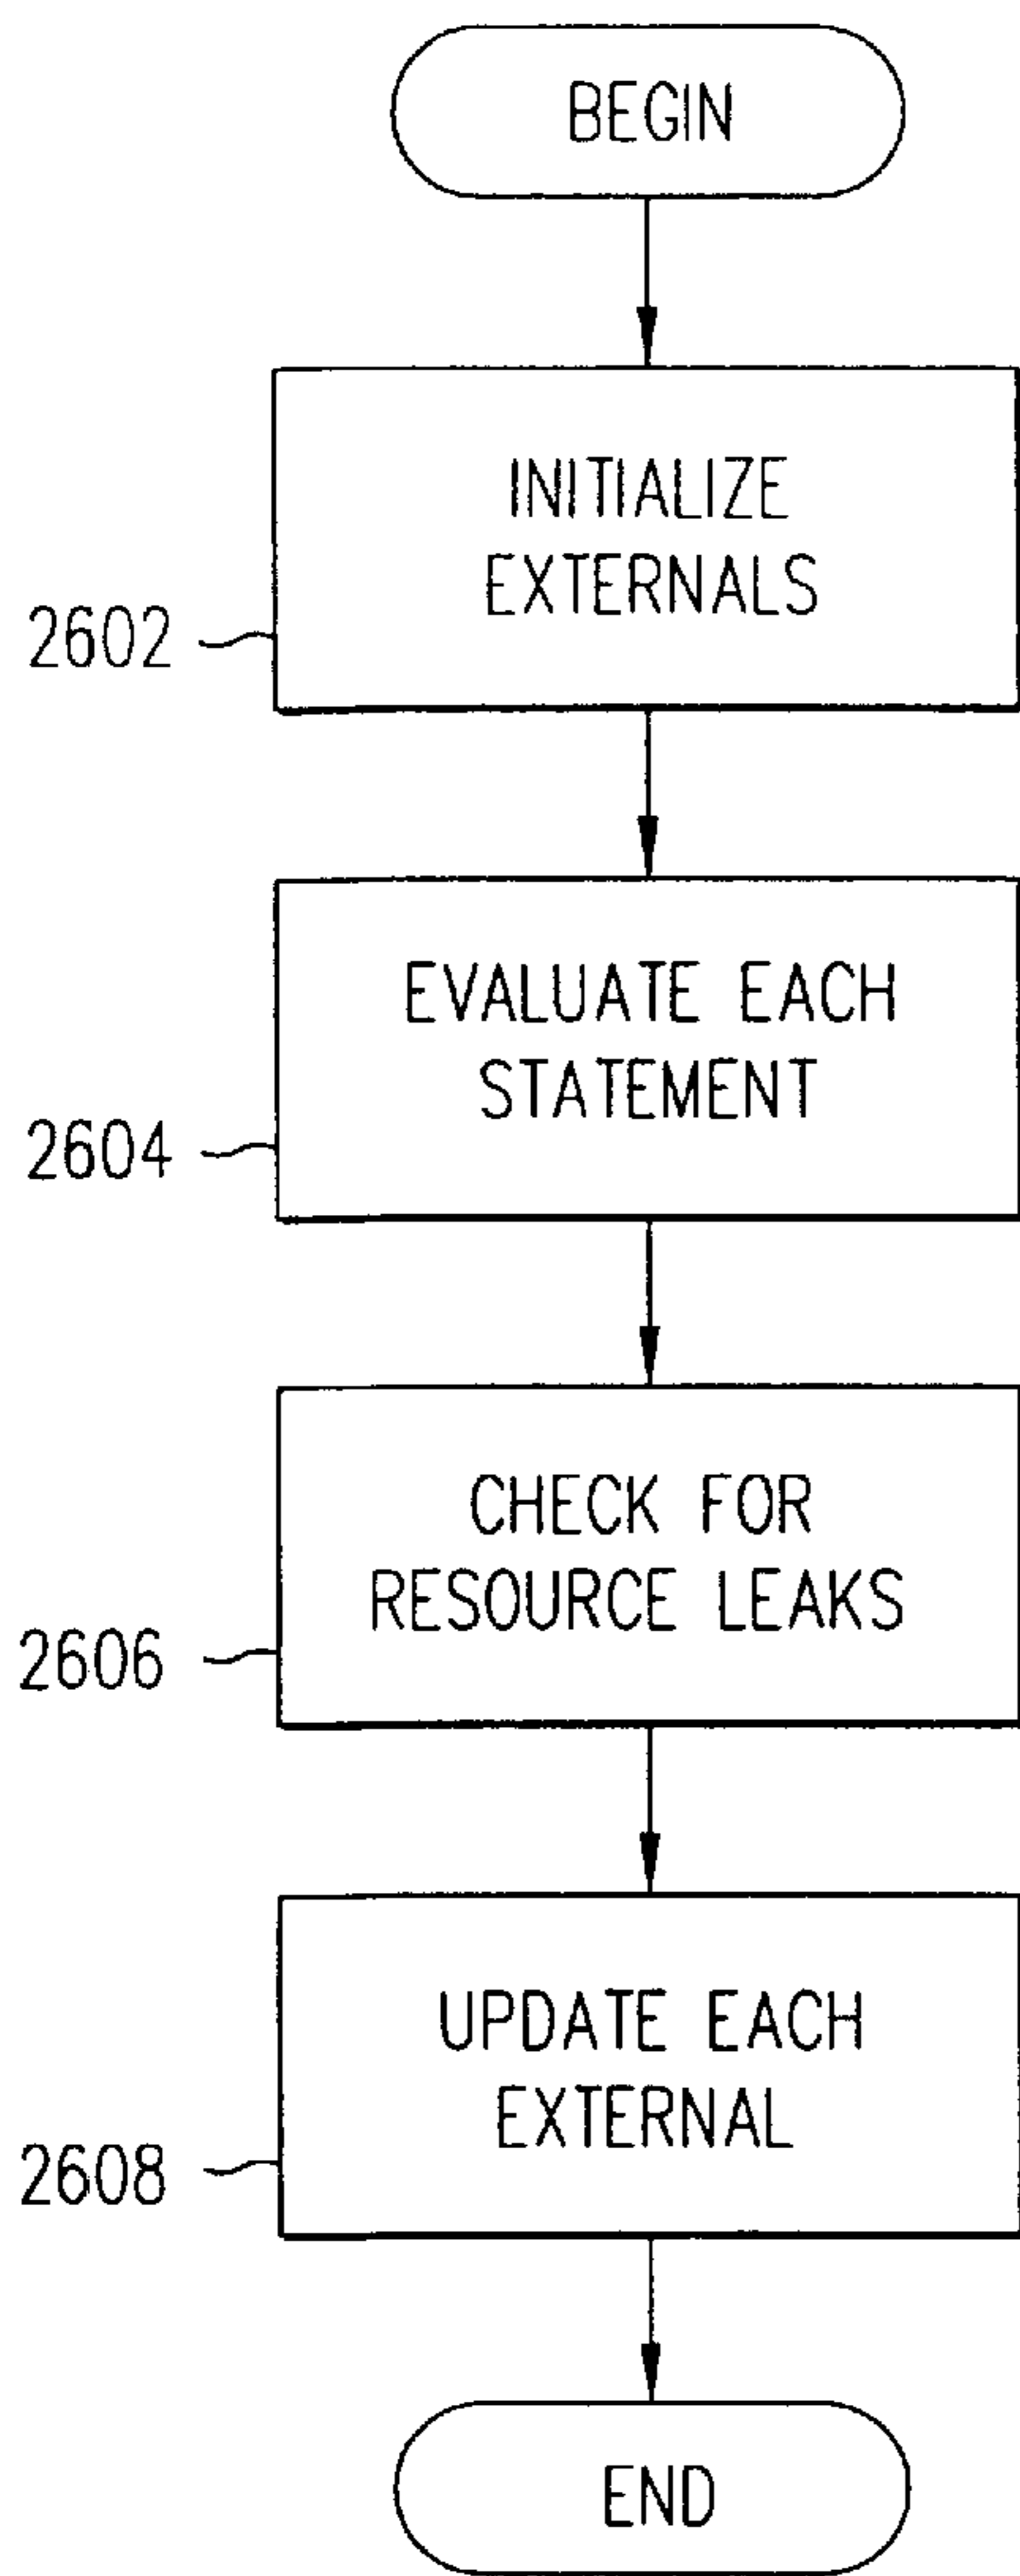 BEGIN
INITIALIZE
EXTERNALS
2602
EVALUATE EACH
STATEMENT
2604
CHECK FOR
RESOURCE LEAKS
2606
UPDATE EACH
EXTERNAL
2608
END